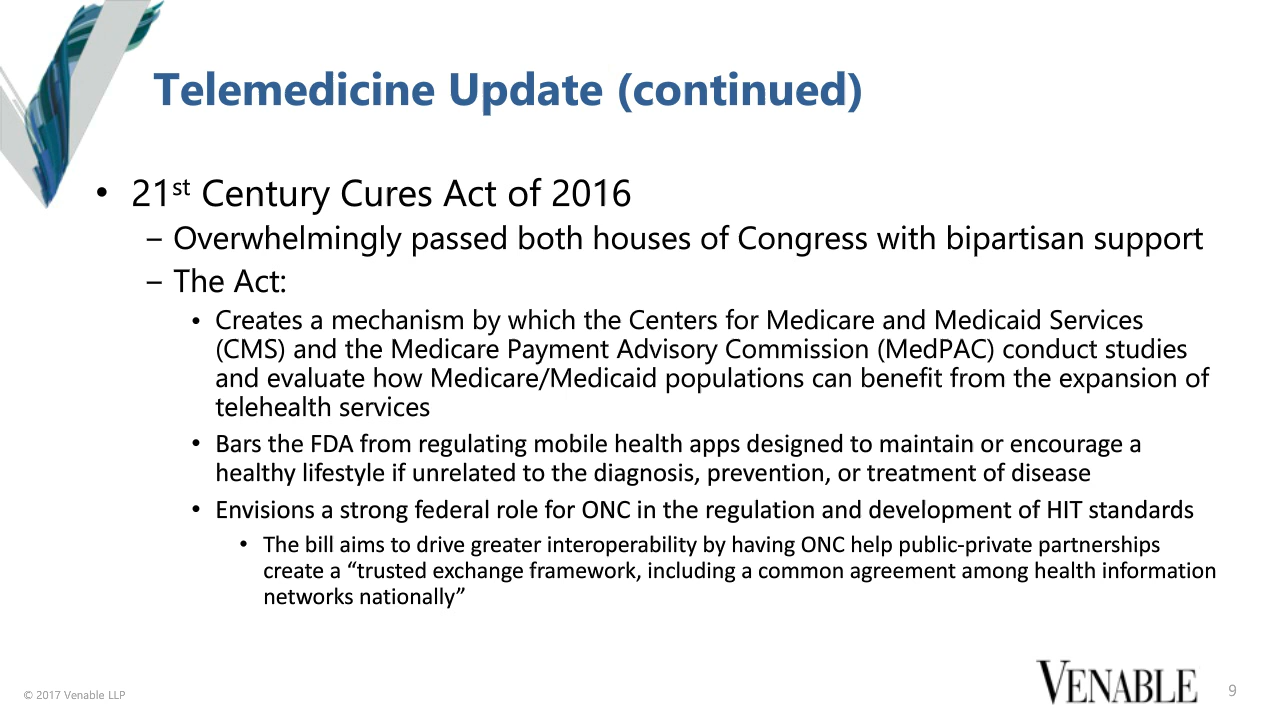 Telemedicine Update (continued)
• 21st Century Cures Act of 2016
– Overwhelmingly passed both houses of Congress with bipartisan support
– The Act:
• Creates a mechanism by which the Centers for Medicare and Medicaid Services
(CMS) and the Medicare Payment Advisory Commission (MedPAC) conduct studies
and evaluate how Medicare/Medicaid populations can benefit from the expansion of
telehealth services
• Bars the FDA from regulating mobile health apps designed to maintain or encourage a
healthy lifestyle if unrelated to the diagnosis, prevention, or treatment of disease
• Envisions a strong federal role for ONC in the regulation and development of HIT standards
• The bill aims to drive greater interoperability by having ONC help public-private partnerships
create a “trusted exchange framework, including a common agreement among health information
networks nationally”
© 2017 Venable LLP
VENABLE
9